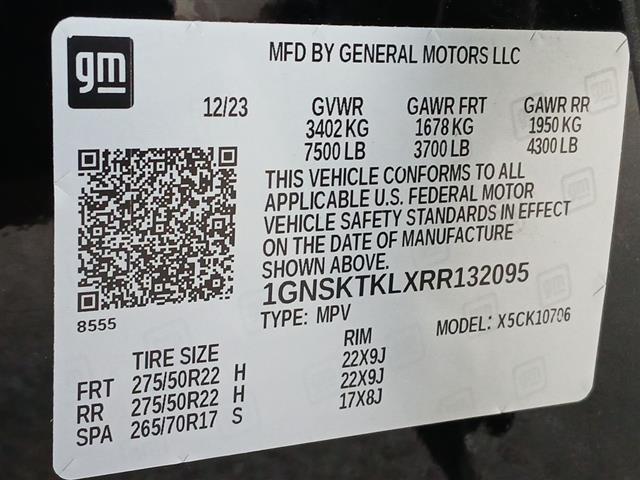 gm
MFD BY GENERAL MOTORS LLC
12/23 GVWR GAWR FRT GAWR RR
3402 KG 1678 KG 1950 KG
7500 LB 3700 LB 4300 LB
THIS VEHICLE CONFORMS TO ALL
APPLICABLE U.S. FEDERAL MOTOR
VEHICLE SAFETY STANDARDS IN EFFECT
ON THE DATE OF MANUFACTURE
SHOWN ABOVE.
1GNSKTKLXRR132095
8555
TYPE: MPV MODEL: X5CK10706
TIRE SIZE RIM
FRT 275/50R22 H 22X9J
RR 275/50R22 H 22X9J
SPA 265/70R17 S 17X8J